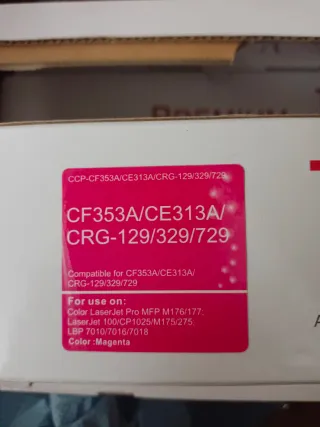 PREMIUM
CCP-CF353A/CE313A/CRG-129/329/729
CF353A/CE313A/
CRG-129/329/729
Compatible for CF353A/CE313A/
CRG-129/329/729
For use on:
Color LaserJet Pro MFP M176/177;
LaserJet 100/CP1025/M175/275;
LBP 7010/7016/7018
Color :Magenta